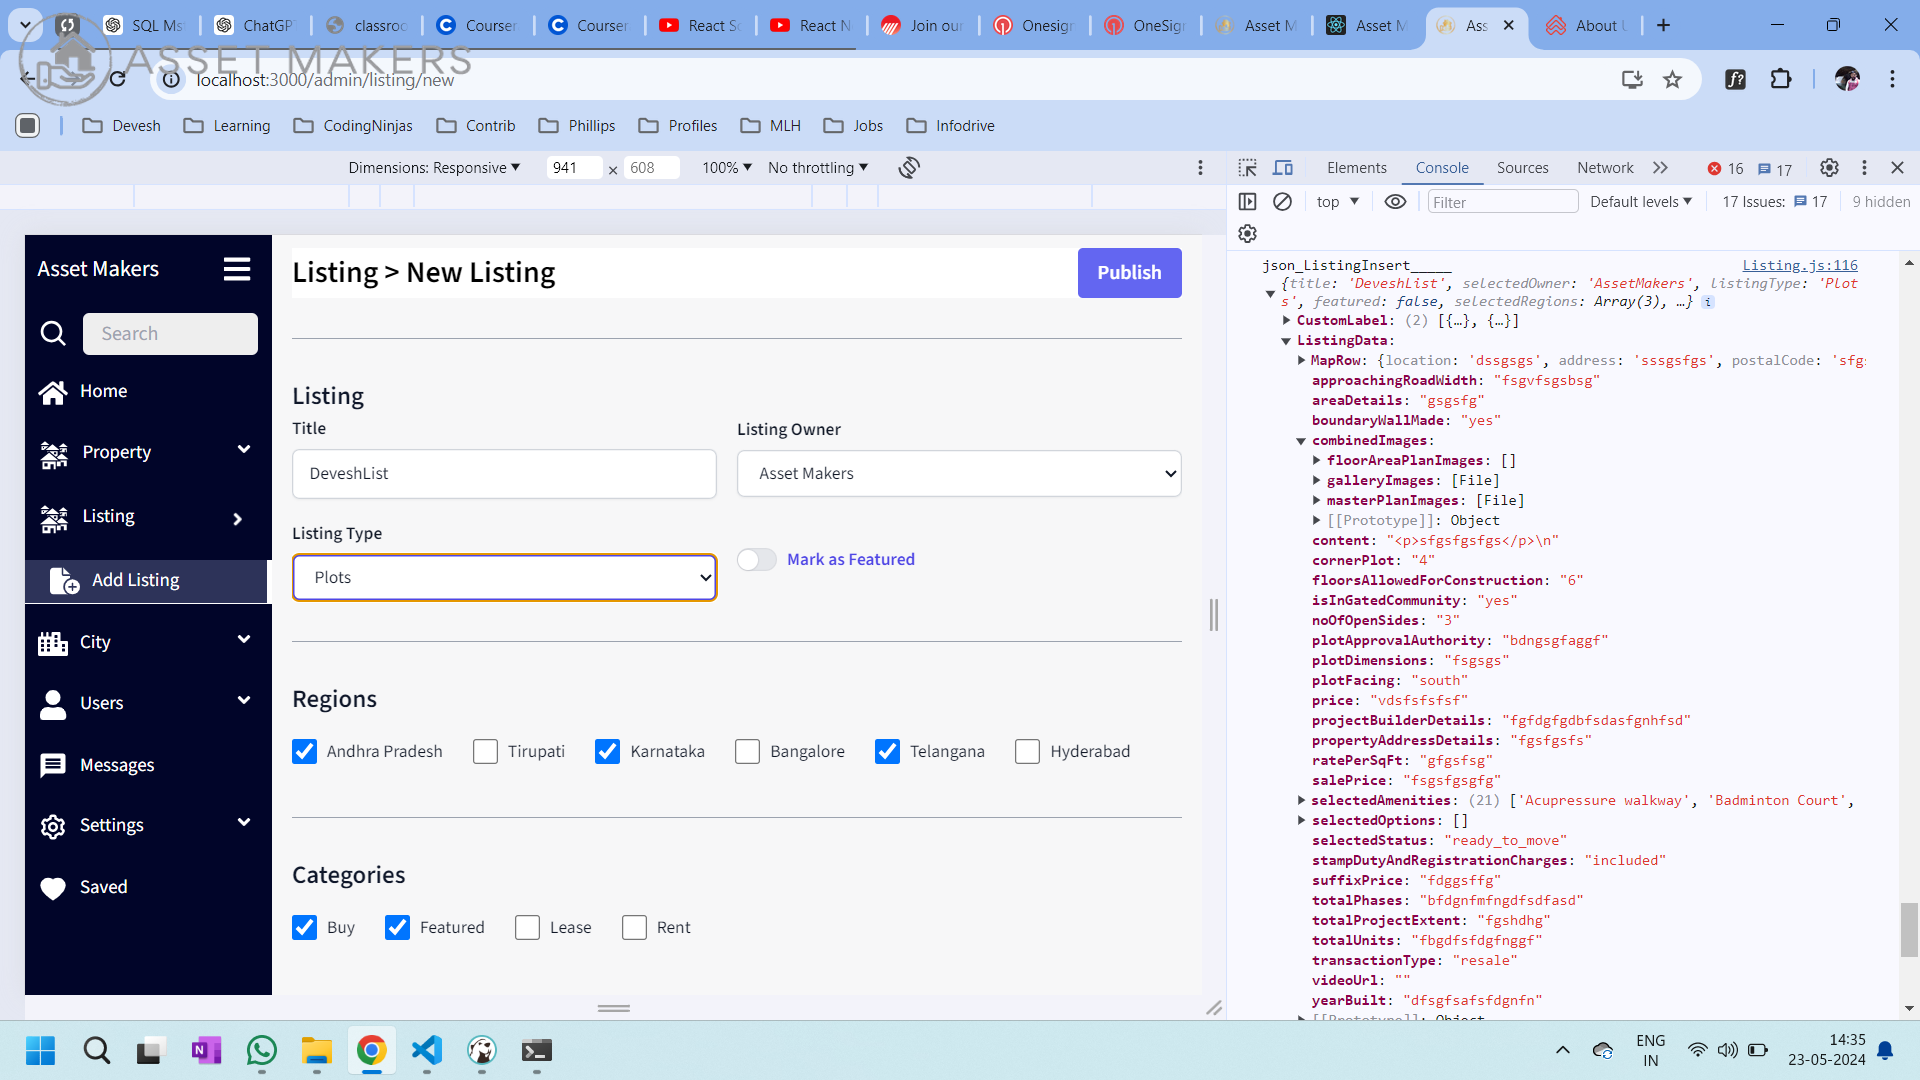 SQL Ms
ChatGP
classroo
Courser
Courser
React Sc
React N
Join our
Onesign
OneSign
Asset M
Asset M
Ass
About U
ASSET MAKERS
localhost:3000/admin/listing/new
Devesh
Learning
CodingNinjas
Contrib
Phillips
Profiles
MLH
Jobs
Infodrive
Dimensions: Responsive
941 × 608
100%
No throttling
Elements
Console
Sources
Network
16
17
top
Filter
Default levels
17 Issues: 17
9 hidden
Asset Makers
Search
Home
Property
Listing
Add Listing
City
Users
Messages
Settings
Saved
Listing > New Listing
Publish
Listing
Title
DeveshList
Listing Owner
Asset Makers
Listing Type
Plots
Mark as Featured
Regions
Andhra Pradesh
Tirupati
Karnataka
Bangalore
Telangana
Hyderabad
Categories
Buy
Featured
Lease
Rent
json_ListingInsert_____ Listing.js:116
{title: 'DeveshList', selectedOwner: 'AssetMakers', listingType: 'Plot
s', featured: false, selectedRegions: Array(3), …} i
CustomLabel: (2) [{…}, {…}]
ListingData:
MapRow: {location: 'dssgsgs', address: 'sssgsfgs', postalCode: 'sfg
approachingRoadWidth: "fsgvfsgsbsg"
areaDetails: "gsgsfg"
boundaryWallMade: "yes"
combinedImages:
floorAreaPlanImages: []
galleryImages: [File]
masterPlanImages: [File]
[[Prototype]]: Object
content: "<p>sfgsfgsfgs</p>\n"
cornerPlot: "4"
floorsAllowedForConstruction: "6"
isInGatedCommunity: "yes"
noOfOpenSides: "3"
plotApprovalAuthority: "bdngsgfaggf"
plotDimensions: "fsgsgs"
plotFacing: "south"
price: "vdsfsfsfsf"
projectBuilderDetails: "fgfdgfgdbfsdasfgnhfsd"
propertyAddressDetails: "fgsfgsfs"
ratePerSqFt: "gfgsfsg"
salePrice: "fsgsfgsgfg"
selectedAmenities: (21) ['Acupressure walkway', 'Badminton Court',
selectedOptions: []
selectedStatus: "ready_to_move"
stampDutyAndRegistrationCharges: "included"
suffixPrice: "fdggsffg"
totalPhases: "bfdgnfmfngdfsdfasd"
totalProjectExtent: "fgshdhg"
totalUnits: "fbgdfsfdgfnggf"
transactionType: "resale"
videoUrl: ""
yearBuilt: "dfsgfsafsfdgnfn"
[[Prototype]]: Object
ENG
IN
14:35
23-05-2024